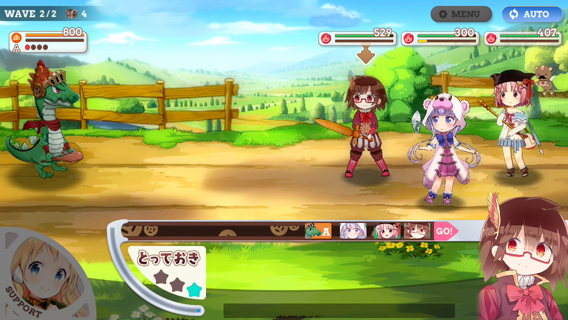 WAVE 2/2 4
MENU
AUTO
800
A
529
300
407
A
GO!
とっておき
SUPPORT